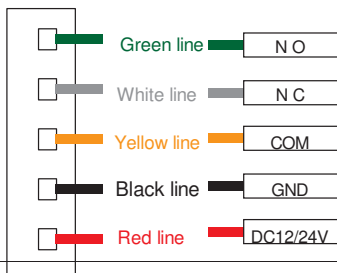 Green line N O
White line N C
Yellow line COM
Black line GND
Red line DC12/24V